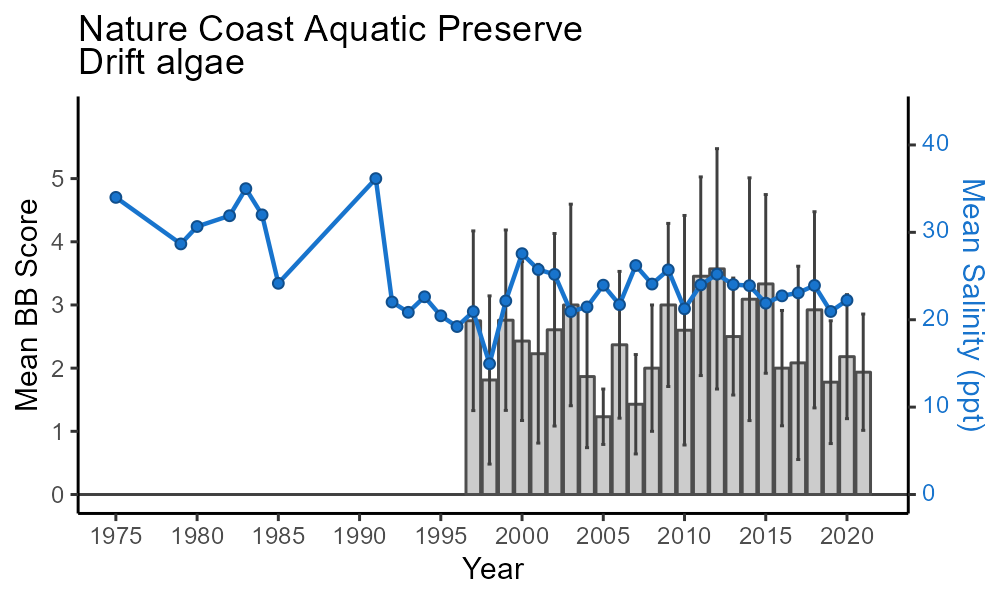 Nature Coast Aquatic Preserve
Drift algae
Mean BB Score
5
4
3
2
1
0
40
30
20
10
0
Mean Salinity (ppt)
1975 1980 1985 1990 1995 2000 2005 2010 2015 2020
Year